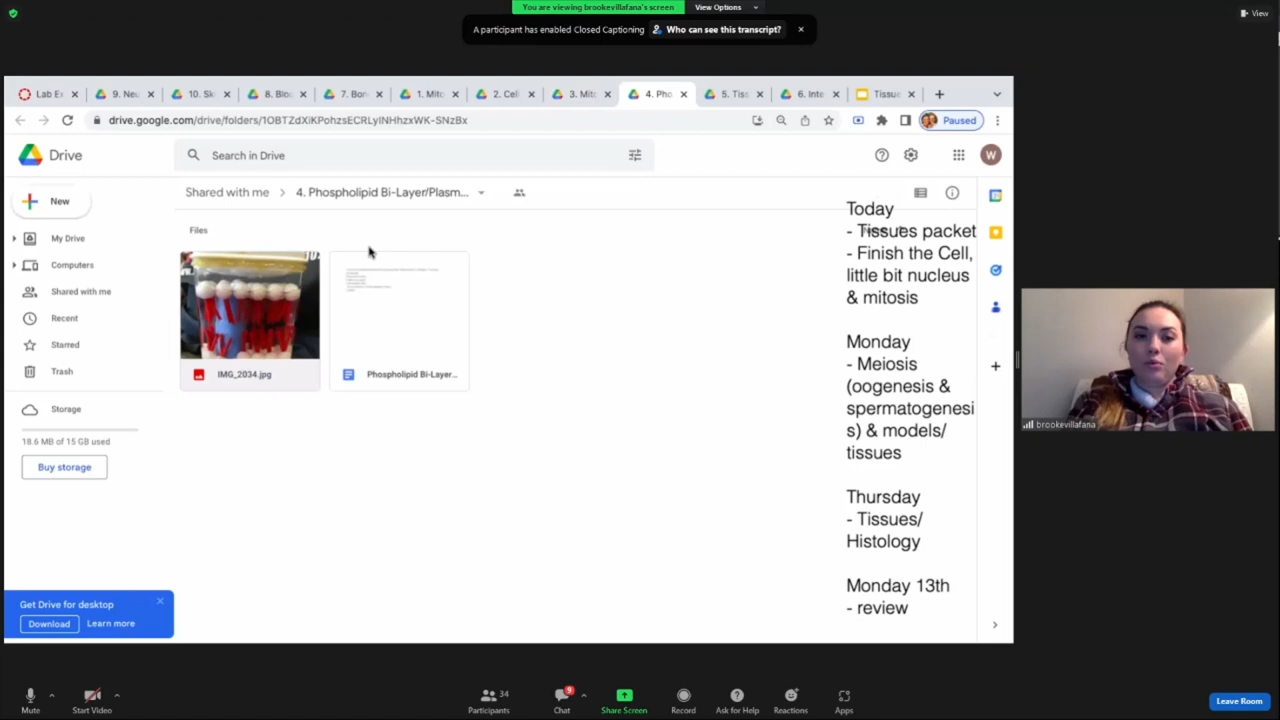 You are viewing brookevillafana's screen
View Options
View
A participant has enabled Closed Captioning
Who can see this transcript?
Lab Ex
9. Neu
10. Sk
8. Bloo
7. Bon
1. Mito
2. Cell
3. Mito
4. Pho
5. Tiss
6. Inte
Tissue
drive.google.com/drive/folders/1OBTZdXiKPohzsECRLyINHhzxWK-SNzBx
Paused
Drive
Search in Drive
W
New
Shared with me
4. Phospholipid Bi-Layer/Plasm...
Files
My Drive
Computers
Shared with me
Recent
Starred
Trash
Storage
18.6 MB of 15 GB used
Buy storage
IMG_2034.jpg
Phospholipid Bi-Layer...
Today
- Tissues packet
- Finish the Cell,
little bit nucleus
& mitosis
Monday
- Meiosis
(oogenesis &
spermatogenesi
s) & models/
tissues
Thursday
- Tissues/
Histology
Monday 13th
- review
brookevillafana
Get Drive for desktop
Download
Learn more
Mute
Start Video
34
Participants
9
Chat
Share Screen
Record
Ask for Help
Reactions
Apps
Leave Room